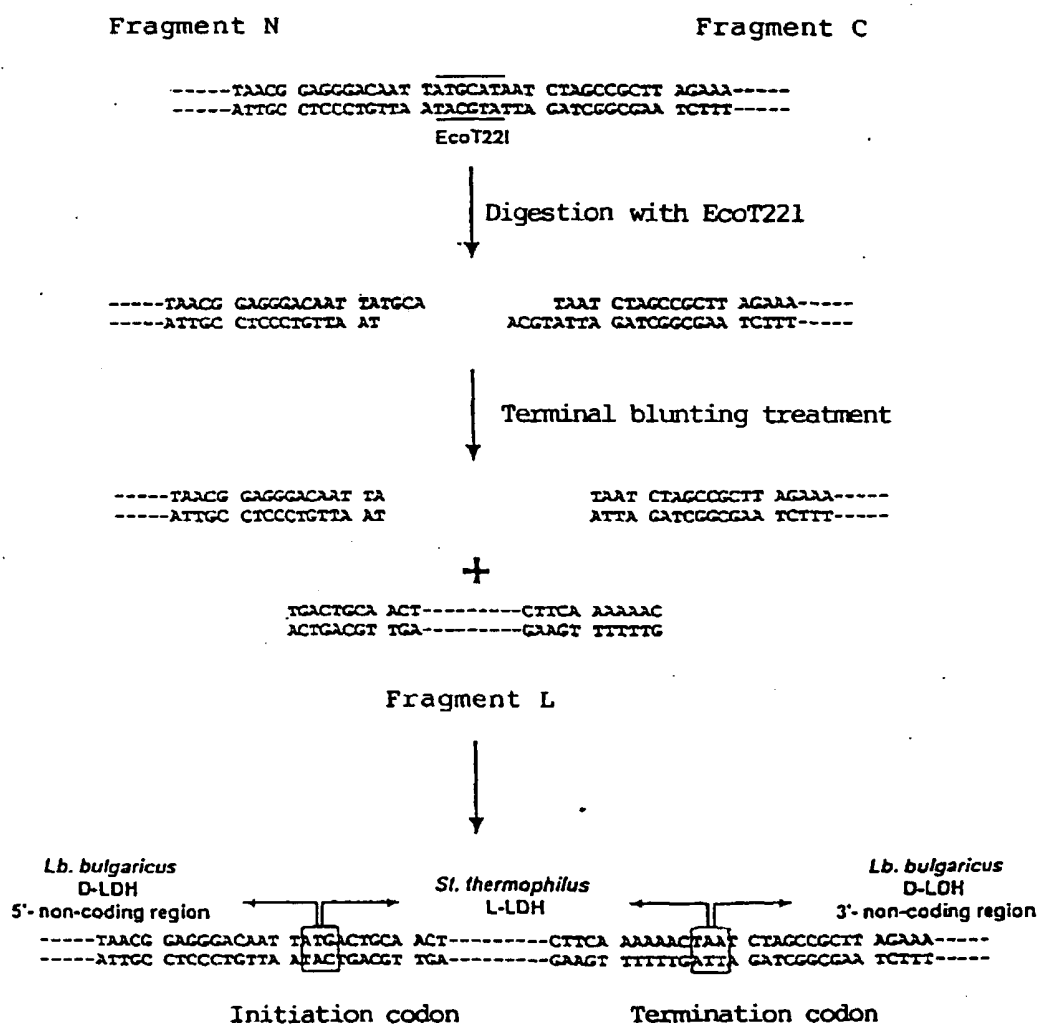 Fragment N
Fragment C
-----TAACG GAGGGACAAT TATGCATAAT CTAGCCGCTT AGAAA-----
-----ATTGC CTCCCTGTTA ATACGTATTA GATCGGCGAA TCTTT-----
EcoT22I
Digestion with EcoT22I
-----TAACG GAGGGACAAT TATGCA
TAAT CTAGCCGCTT AGAAA-----
-----ATTGC CTCCCTGTTA AT
ACGTATTA GATCGGCGAA TCTTT-----
Terminal blunting treatment
-----TAACG GAGGGACAAT TA
TAAT CTAGCCGCTT AGAAA-----
-----ATTGC CTCCCTGTTA AT
ATTA GATCGGCGAA TCTTT-----
+
TGACTGCA ACT----------CTTCA AAAAAC
ACTGACGT TGA----------GAAGT TTTTTG
Fragment L
Lb. bulgaricus
D-LDH
5'- non-coding region
St. thermophilus
L-LDH
Lb. bulgaricus
D-LDH
3'- non-coding region
-----TAACG GAGGGACAAT TATGACTGCA ACT----------CTTCA AAAAACTAAT CTAGCCGCTT AGAAA-----
-----ATTGC CTCCCTGTTA ATACTGACGT TGA----------GAAGT TTTTTGATTA GATCGGCGAA TCTTT-----
Initiation codon
Termination codon